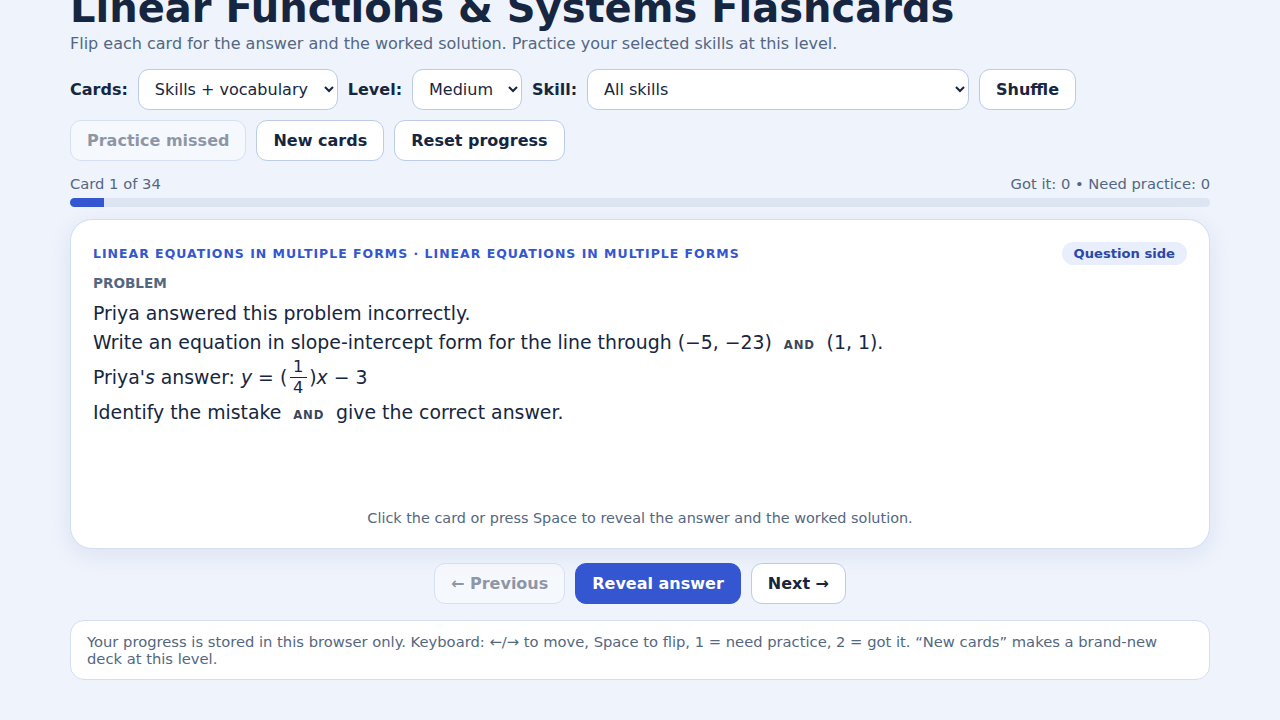 Linear Functions & Systems Flashcards
Flip each card for the answer and the worked solution. Practice your selected skills at this level.
Cards: Skills + vocabulary Level: Medium Skill: All skills Shuffle
Practice missed New cards Reset progress
Card 1 of 34 Got it: 0 • Need practice: 0
LINEAR EQUATIONS IN MULTIPLE FORMS · LINEAR EQUATIONS IN MULTIPLE FORMS Question side
PROBLEM
Priya answered this problem incorrectly.
Write an equation in slope-intercept form for the line through (−5, −23) AND (1, 1).
Priya's answer: y = (1/4)x − 3
Identify the mistake AND give the correct answer.
Click the card or press Space to reveal the answer and the worked solution.
← Previous Reveal answer Next →
Your progress is stored in this browser only. Keyboard: ←/→ to move, Space to flip, 1 = need practice, 2 = got it. “New cards” makes a brand-new
deck at this level.